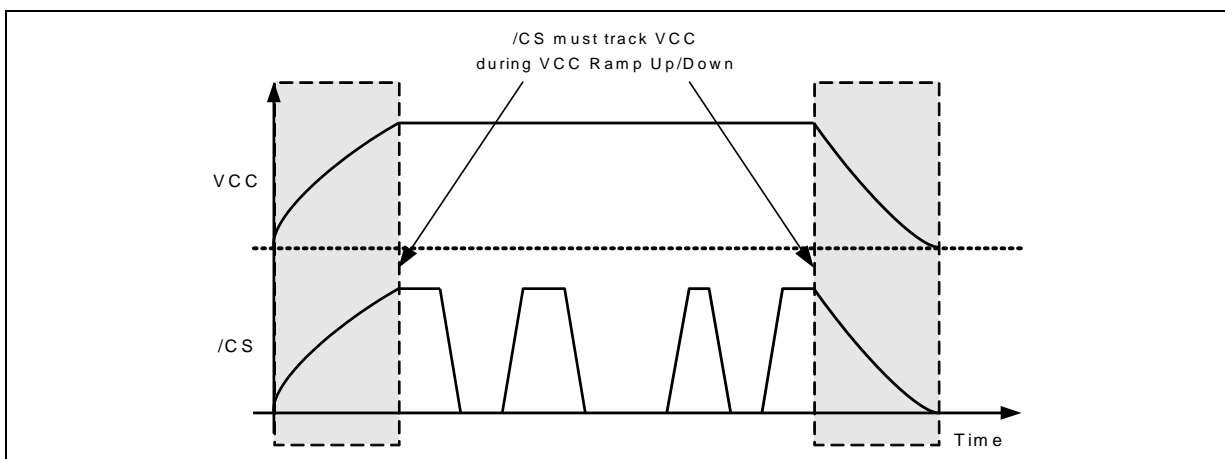 /CS must track VCC
during VCC Ramp Up/Down
VCC
/CS
Time